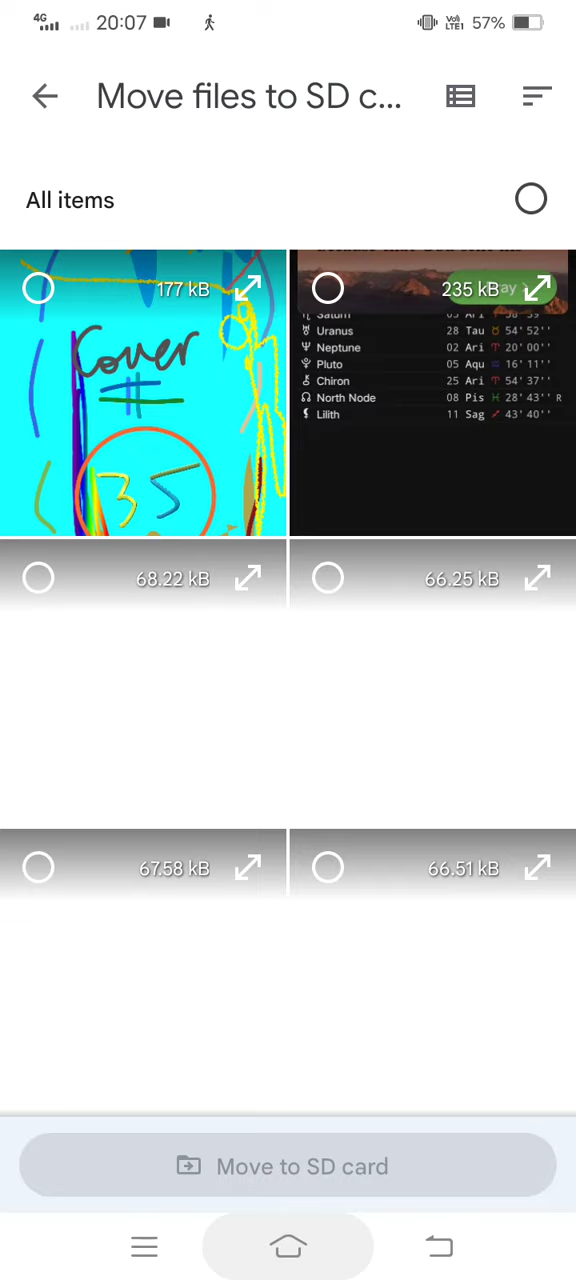 4G 20:07 VoLTE1 57%
Move files to SD c...
All items
177 kB
235 kB
Cover
#
35
Uranus 28 Tau ♉ 54' 52''
Neptune 02 Ari ♈ 20' 00''
Pluto 05 Aqu ♒ 16' 11''
Chiron 25 Ari ♈ 54' 37''
North Node 08 Pis ♓ 28' 43'' R
Lilith 11 Sag ♐ 43' 40''
68.22 kB
66.25 kB
67.58 kB
66.51 kB
Move to SD card